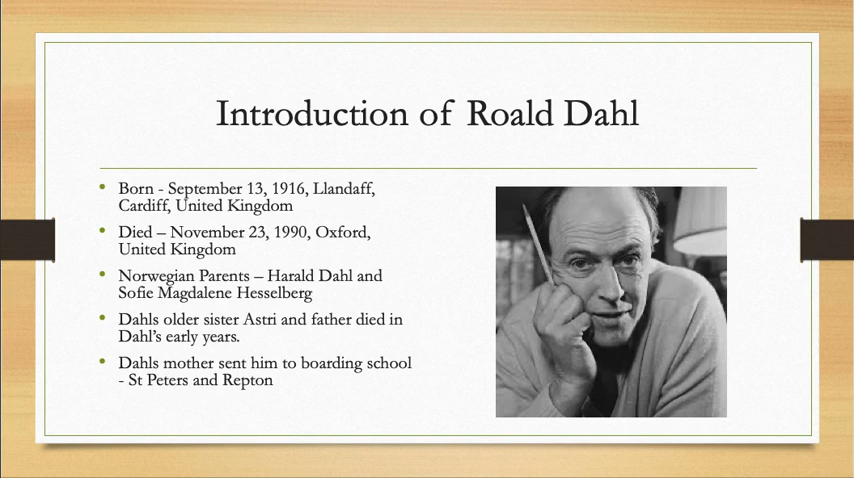 Introduction of Roald Dahl
• Born - September 13, 1916, Llandaff,
Cardiff, United Kingdom
• Died – November 23, 1990, Oxford,
United Kingdom
• Norwegian Parents – Harald Dahl and
Sofie Magdalene Hesselberg
• Dahls older sister Astri and father died in
Dahl’s early years.
• Dahls mother sent him to boarding school
- St Peters and Repton